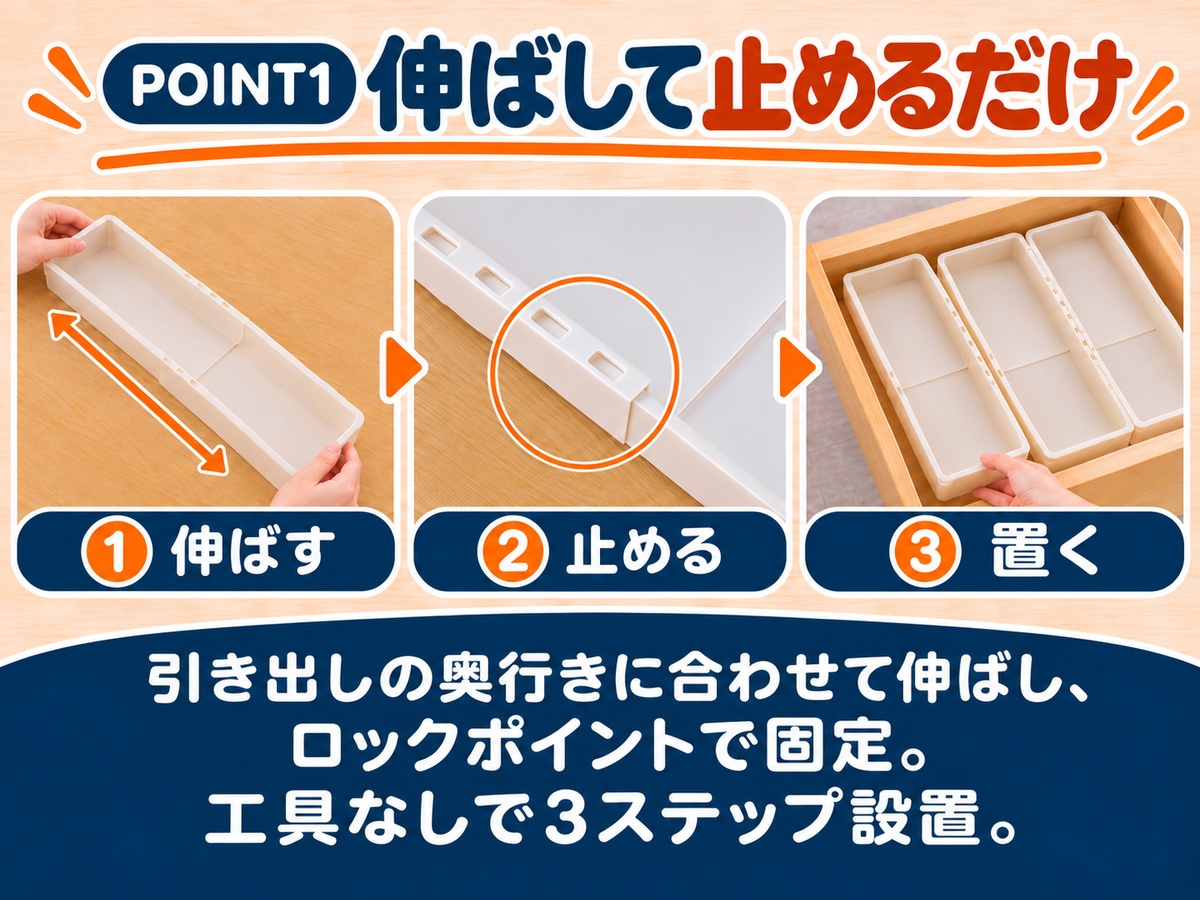 POINT1 伸ばして止めるだけ
1 伸ばす
2 止める
3 置く
引き出しの奥行きに合わせて伸ばし、
ロックポイントで固定。
工具なしで3ステップ設置。